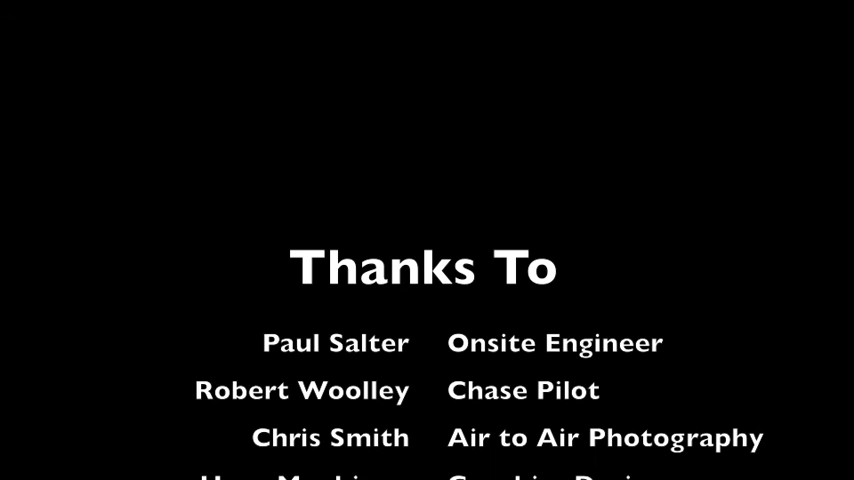 Thanks To
Paul Salter Onsite Engineer
Robert Woolley Chase Pilot
Chris Smith Air to Air Photography